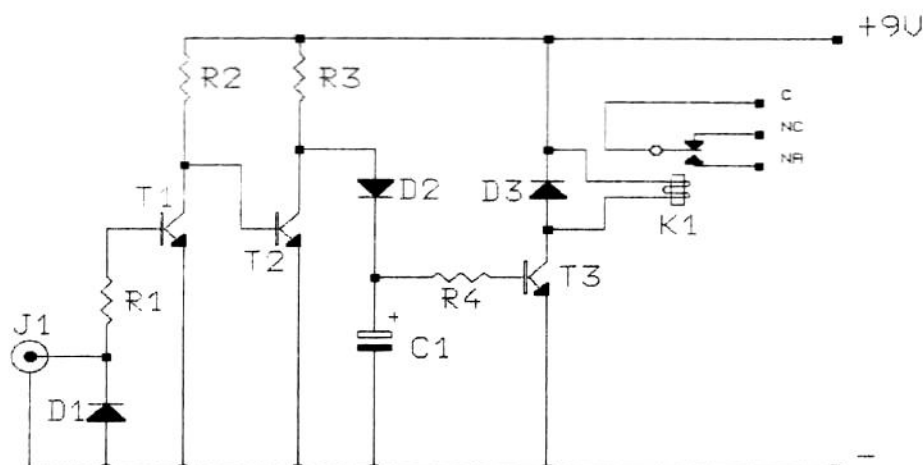 +9V
R2
R3
C
NC
NA
T1
D2
D3
K1
T2
R1
R4
T3
J1
+
C1
D1
-